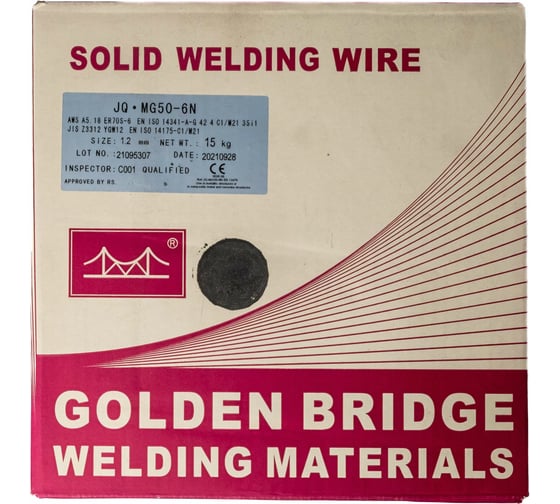 SOLID WELDING WIRE
JQ·MG50-6N
AWS A5.18 ER70S-6 EN ISO 14341-A-G 42 4 C1/M21 3Si1
JIS Z3312 YGW12 EN ISO 14175-C1/M21
SIZE: 1.2 mm NET WT.: 15 kg
LOT NO.: 21095307 DATE: 20210928
INSPECTOR: C001 QUALIFIED CE
APPROVED BY RS.
®
GOLDEN BRIDGE
WELDING MATERIALS